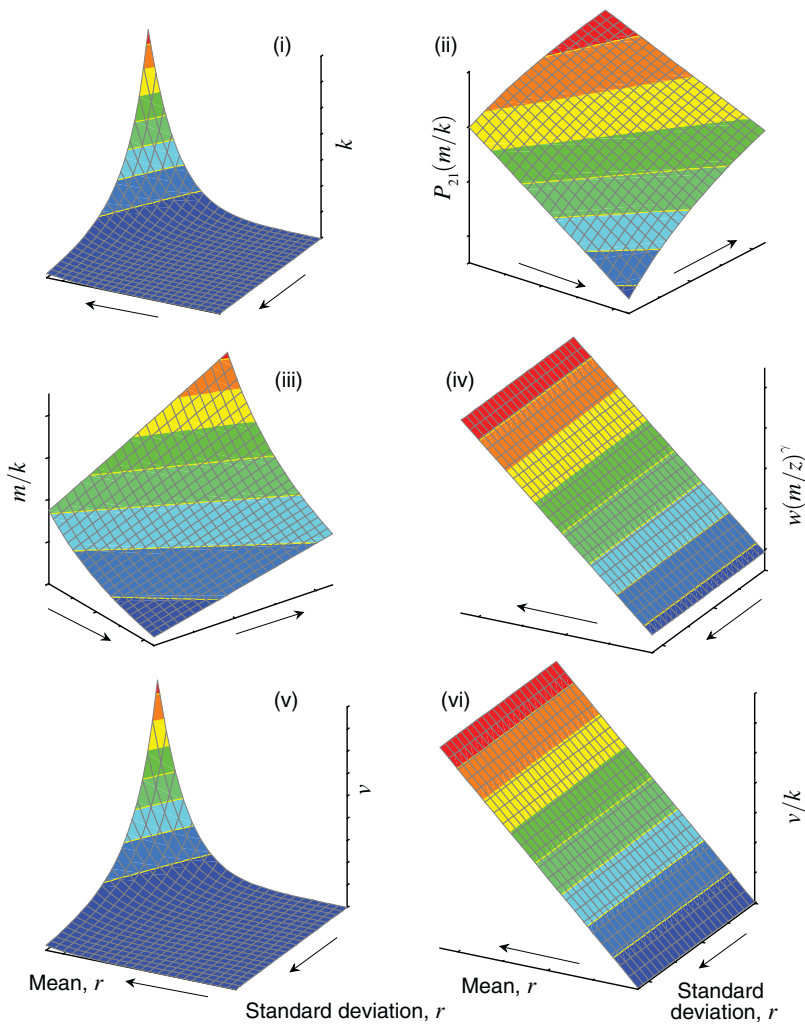 (i)
k
(ii)
P₂₁(m/k)
(iii)
m/k
(iv)
w(m/z)^γ
(v)
v
Mean, r
Standard deviation, r
(vi)
v/k
Mean, r
Standard
deviation, r